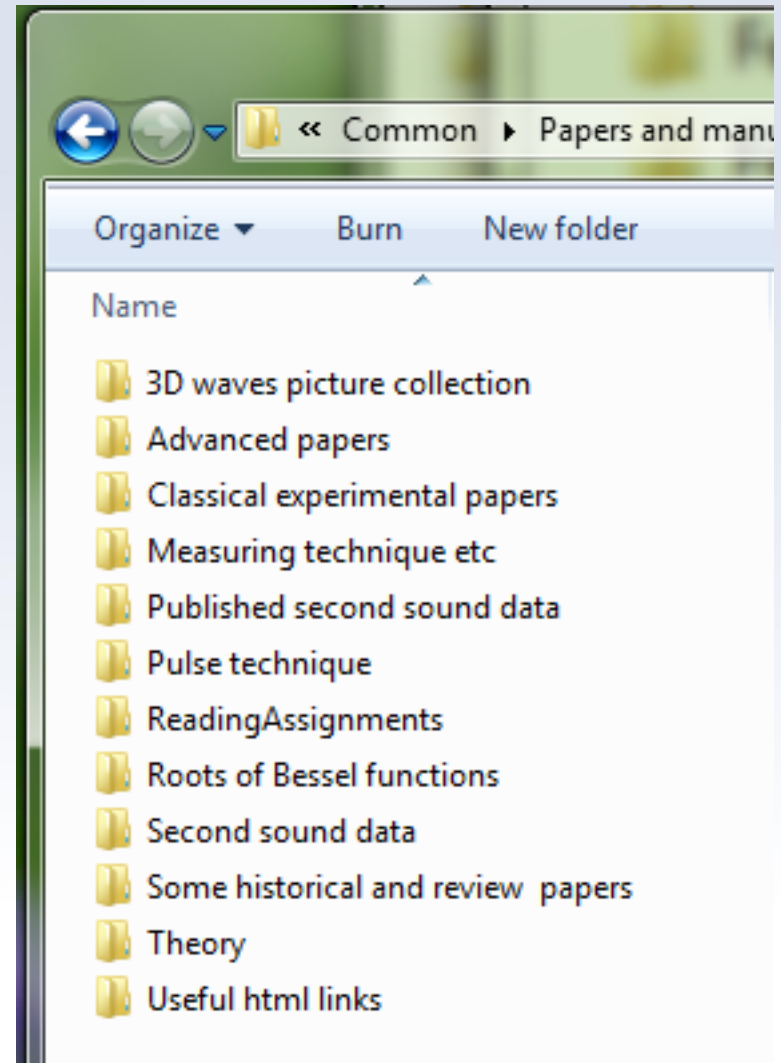 « Common ▸ Papers and manu
Organize ▾ Burn New folder
Name
3D waves picture collection
Advanced papers
Classical experimental papers
Measuring technique etc
Published second sound data
Pulse technique
ReadingAssignments
Roots of Bessel functions
Second sound data
Some historical and review  papers
Theory
Useful html links